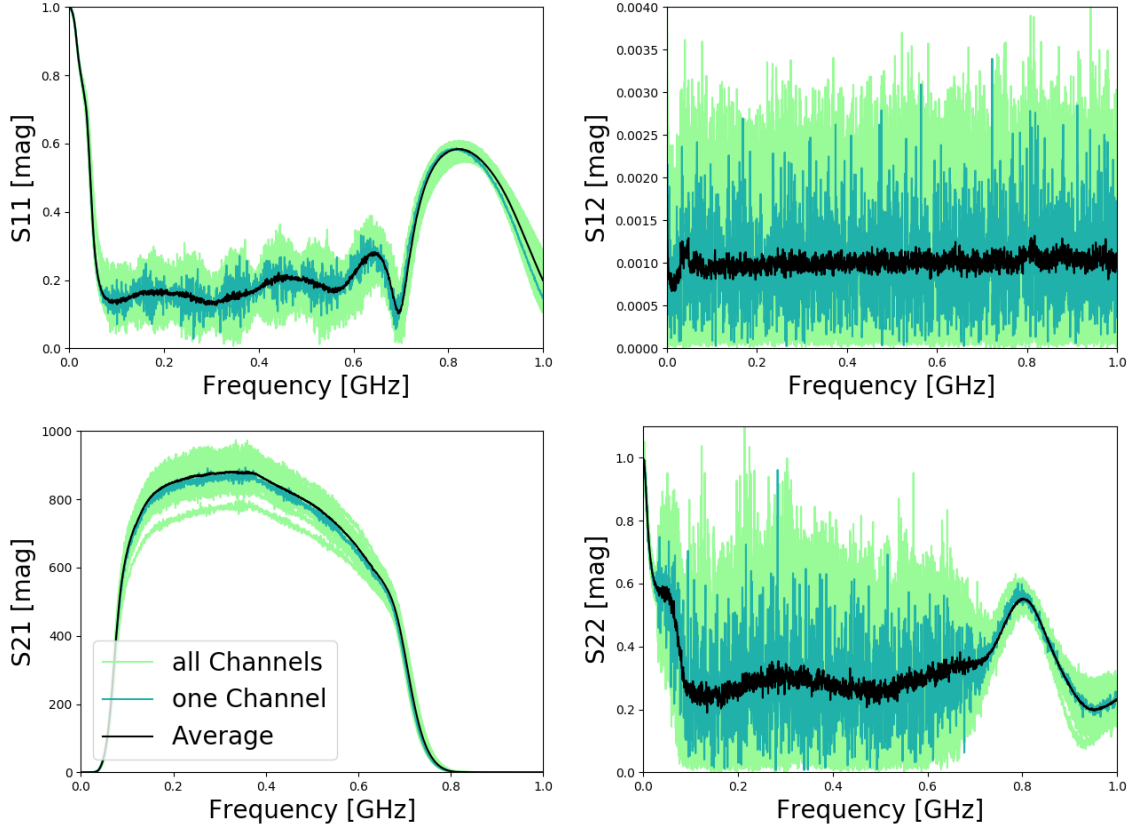 1.0
0.8
0.6
0.4
0.2
0.0
S11 [mag]
0.0 0.2 0.4 0.6 0.8 1.0
Frequency [GHz]
0.0040
0.0035
0.0030
0.0025
0.0020
0.0015
0.0010
0.0005
0.0000
S12 [mag]
0.0 0.2 0.4 0.6 0.8 1.0
Frequency [GHz]
1000
800
600
400
200
0
S21 [mag]
all Channels
one Channel
Average
0.0 0.2 0.4 0.6 0.8 1.0
Frequency [GHz]
1.0
0.8
0.6
0.4
0.2
0.0
S22 [mag]
0.0 0.2 0.4 0.6 0.8 1.0
Frequency [GHz]